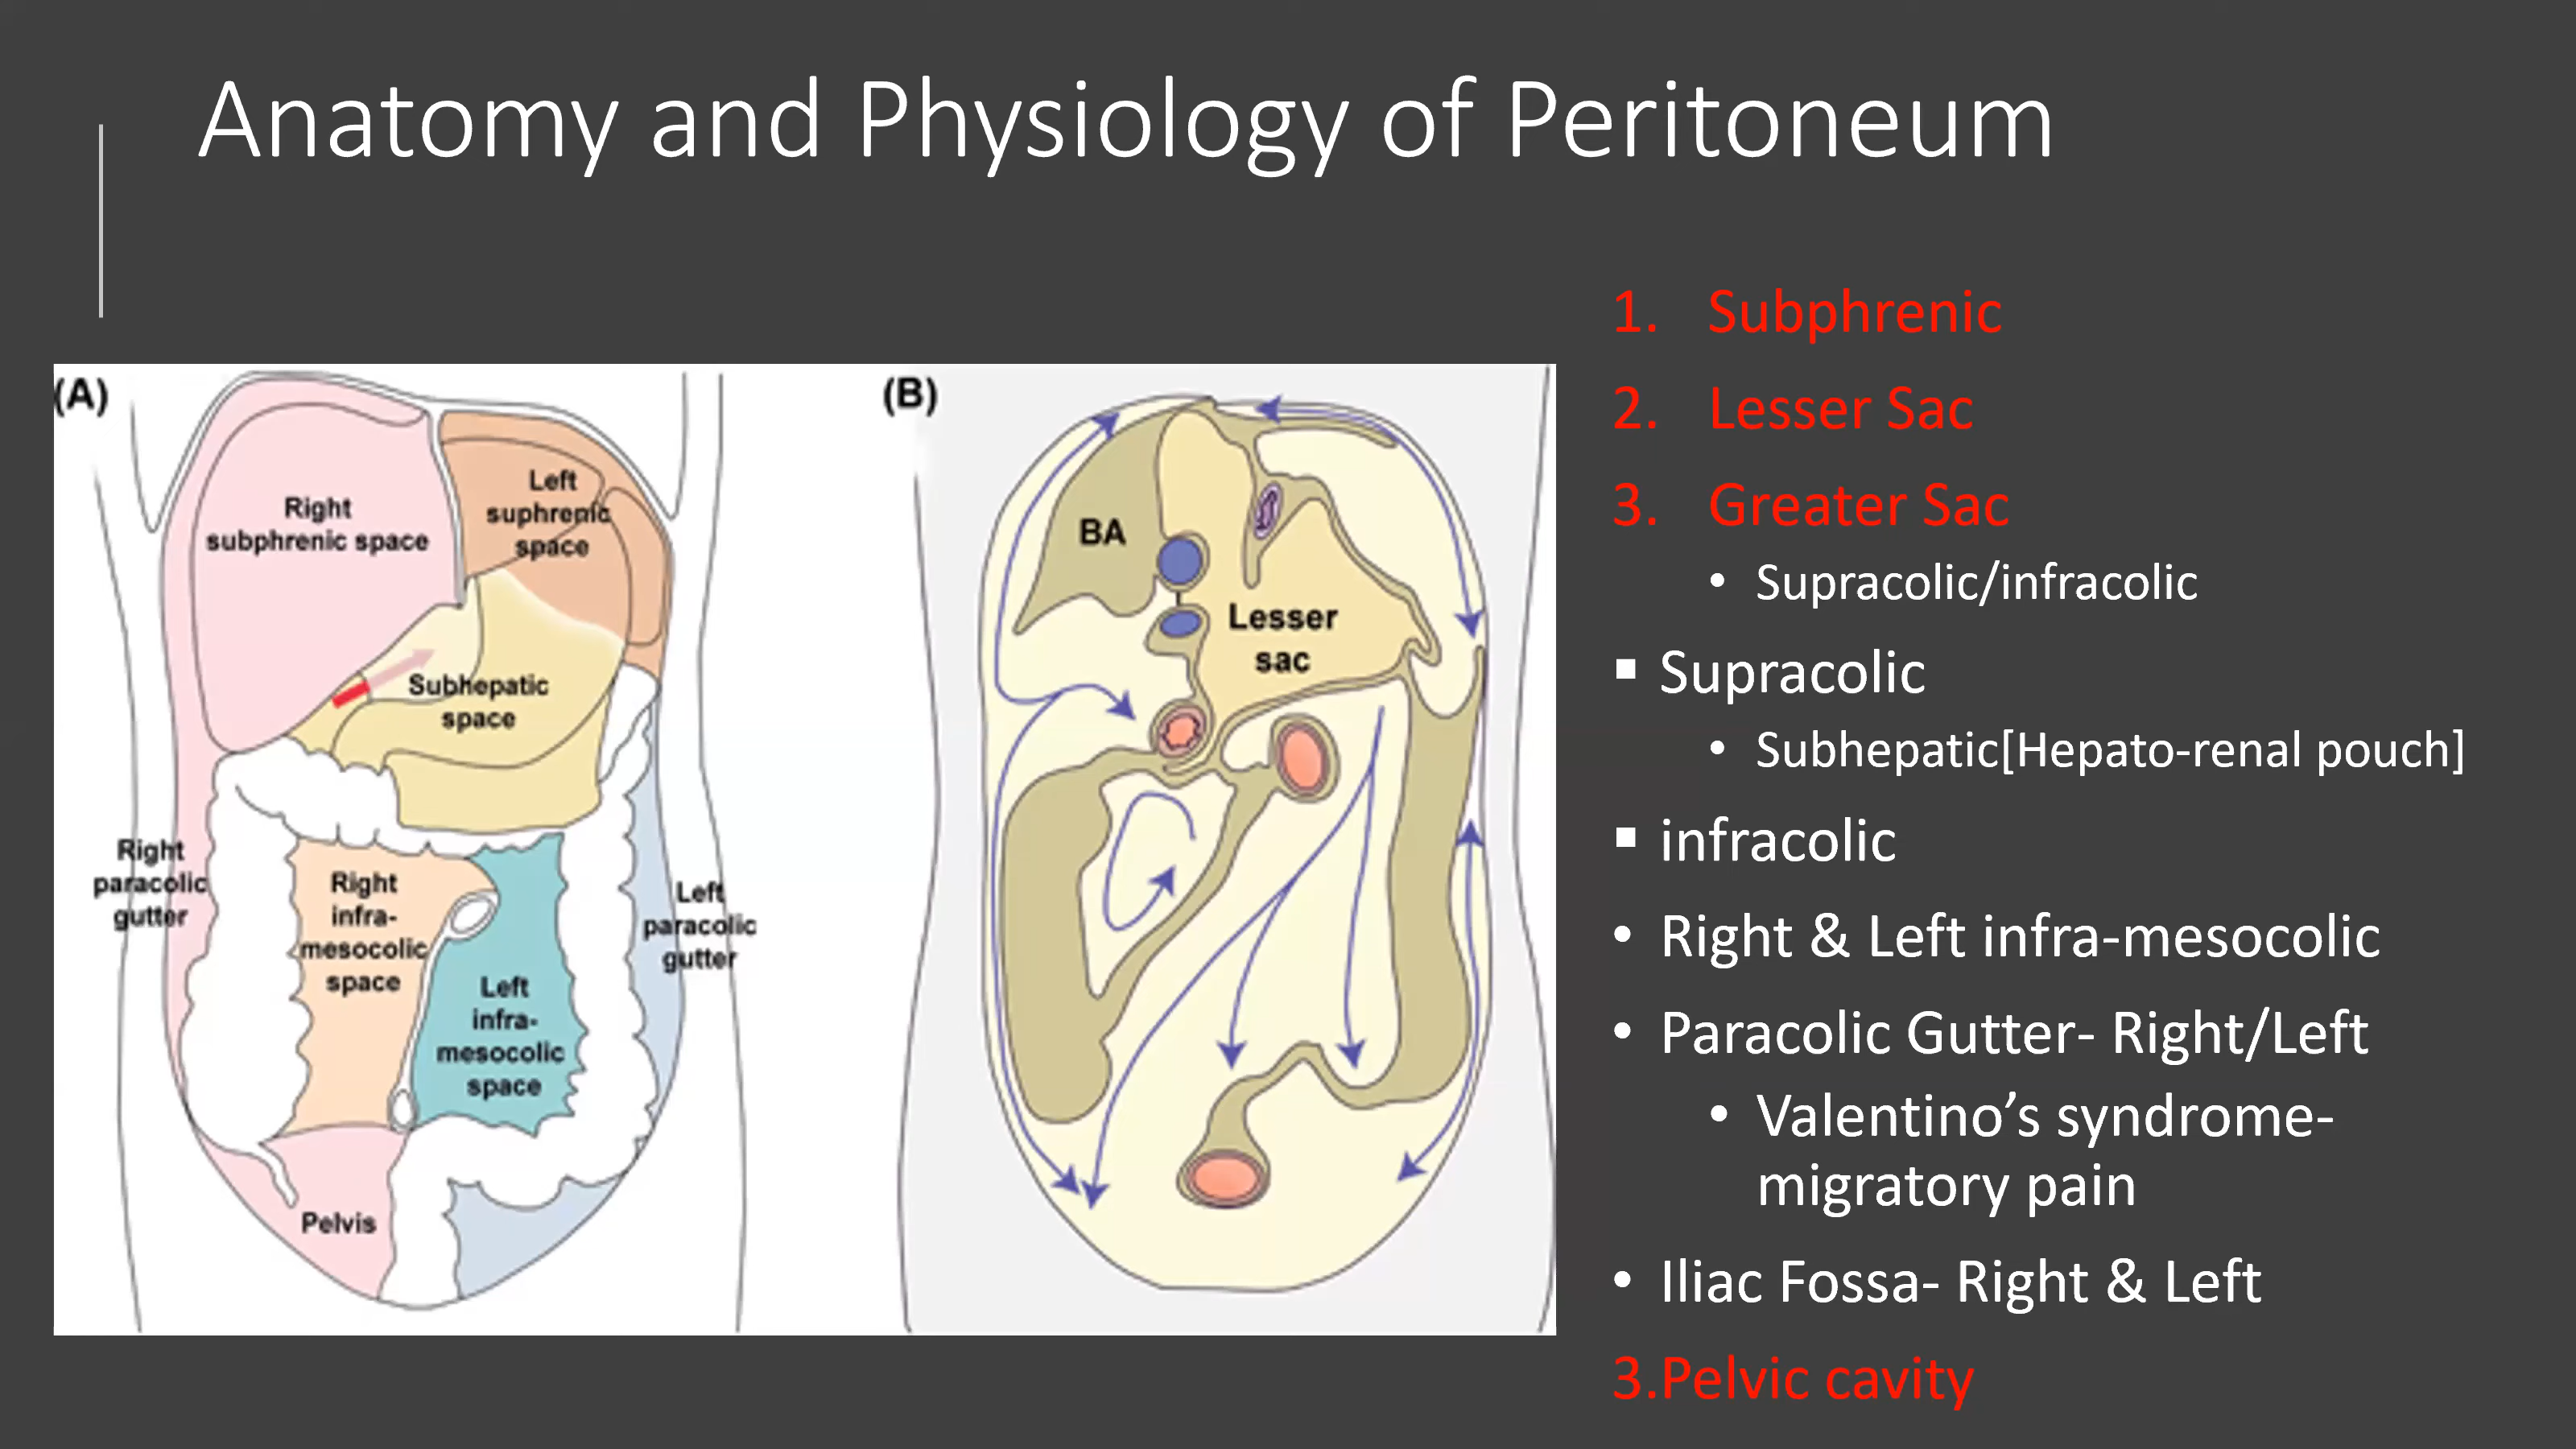 Anatomy and Physiology of Peritoneum
(A)
Right
subphrenic space
Left
suphrenic
space
Subhepatic
space
Right
paracolic
gutter
Right
infra-
mesocolic
space
Left
infra-
mesocolic
space
Left
paracolic
gutter
Pelvis
(B)
BA
Lesser
sac
1. Subphrenic
2. Lesser Sac
3. Greater Sac
• Supracolic/infracolic
▪ Supracolic
• Subhepatic[Hepato-renal pouch]
▪ infracolic
• Right & Left infra-mesocolic
• Paracolic Gutter- Right/Left
• Valentino’s syndrome-
migratory pain
• Iliac Fossa- Right & Left
3.Pelvic cavity